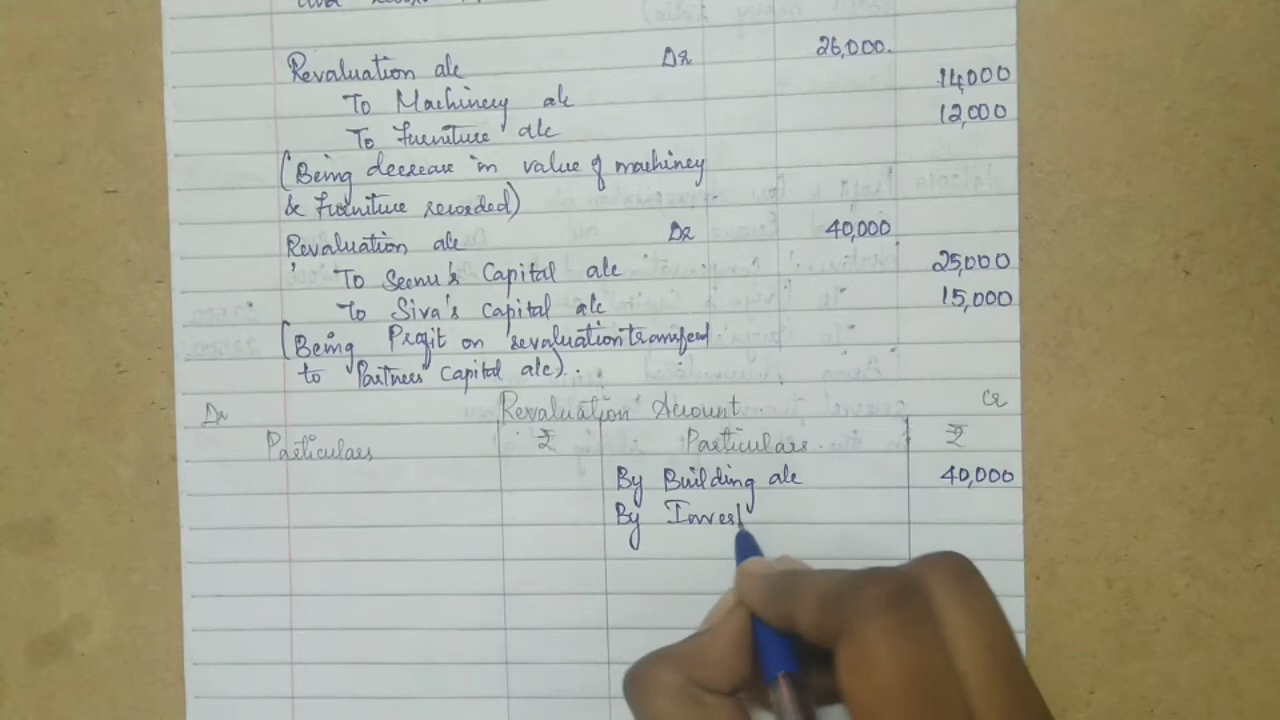 Revaluation a/c Dr 26,000.
To Machinery a/c 14,000
To Furniture a/c 12,000
(Being decrease in value of machinery
& furniture recorded)
Revaluation a/c Dr 40,000
To Seenu's Capital a/c 25,000
To Siva's Capital a/c 15,000
(Being Profit on revaluation transfeed
to Partners' Capital a/c).
Dr Revaluation Account. Cr
Particulars ₹ Particulars. ₹
By Building a/c 40,000
By Inves